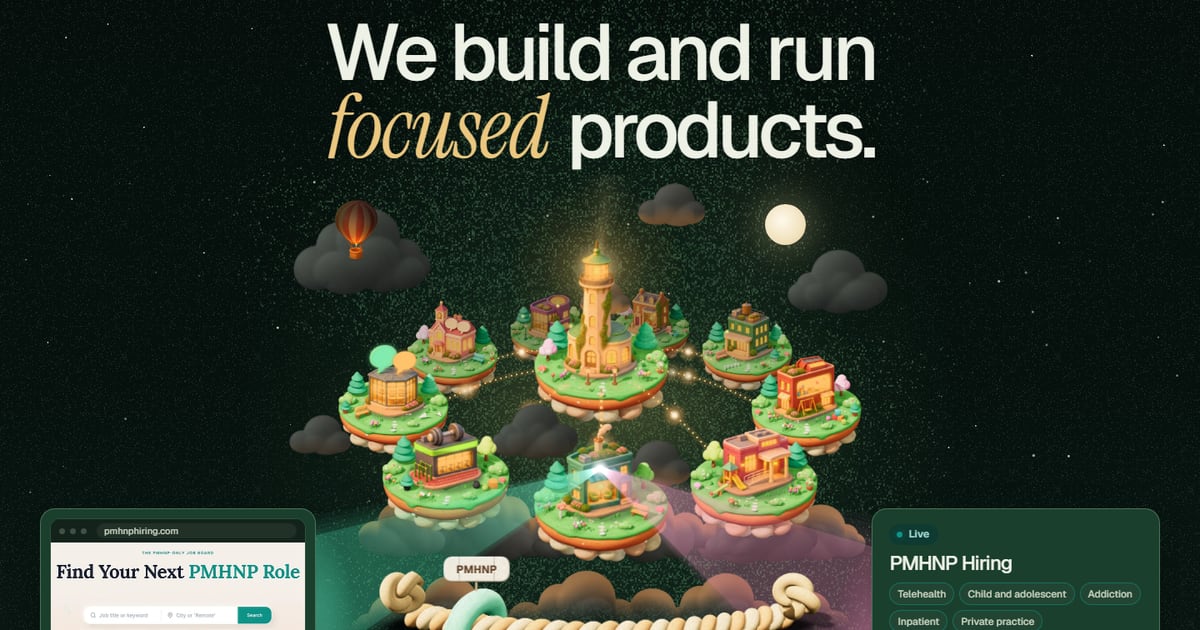 We build and run
focused products.
pmhnphiring.com
THE PMHNP-ONLY JOB BOARD
Find Your Next PMHNP Role
Job title or keyword
City or "Remote"
Search
PMHNP
Live
PMHNP Hiring
Telehealth
Child and adolescent
Addiction
Inpatient
Private practice